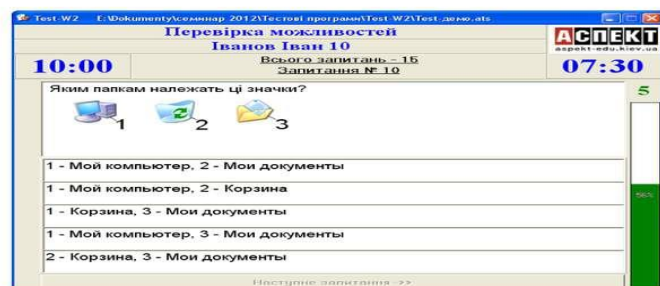 Test-W2 E:\Dokumenty\семинар 2012\Тестові програми\Test-W2\Test-демо.ats
Перевірка можливостей
Іванов Іван 10
АСПЕКТ
aspekt-edu.kiev.ua
10:00
Всього запитань - 15
Запитання № 10
07:30
Яким папкам належать ці значки?
5
1 2 3
1 - Мой компьютер, 2 - Мои документы
1 - Мой компьютер, 2 - Корзина
1 - Корзина, 3 - Мои документы
1 - Мой компьютер, 3 - Мои документы
2 - Корзина, 3 - Мои документы
Наступне запитання ->>